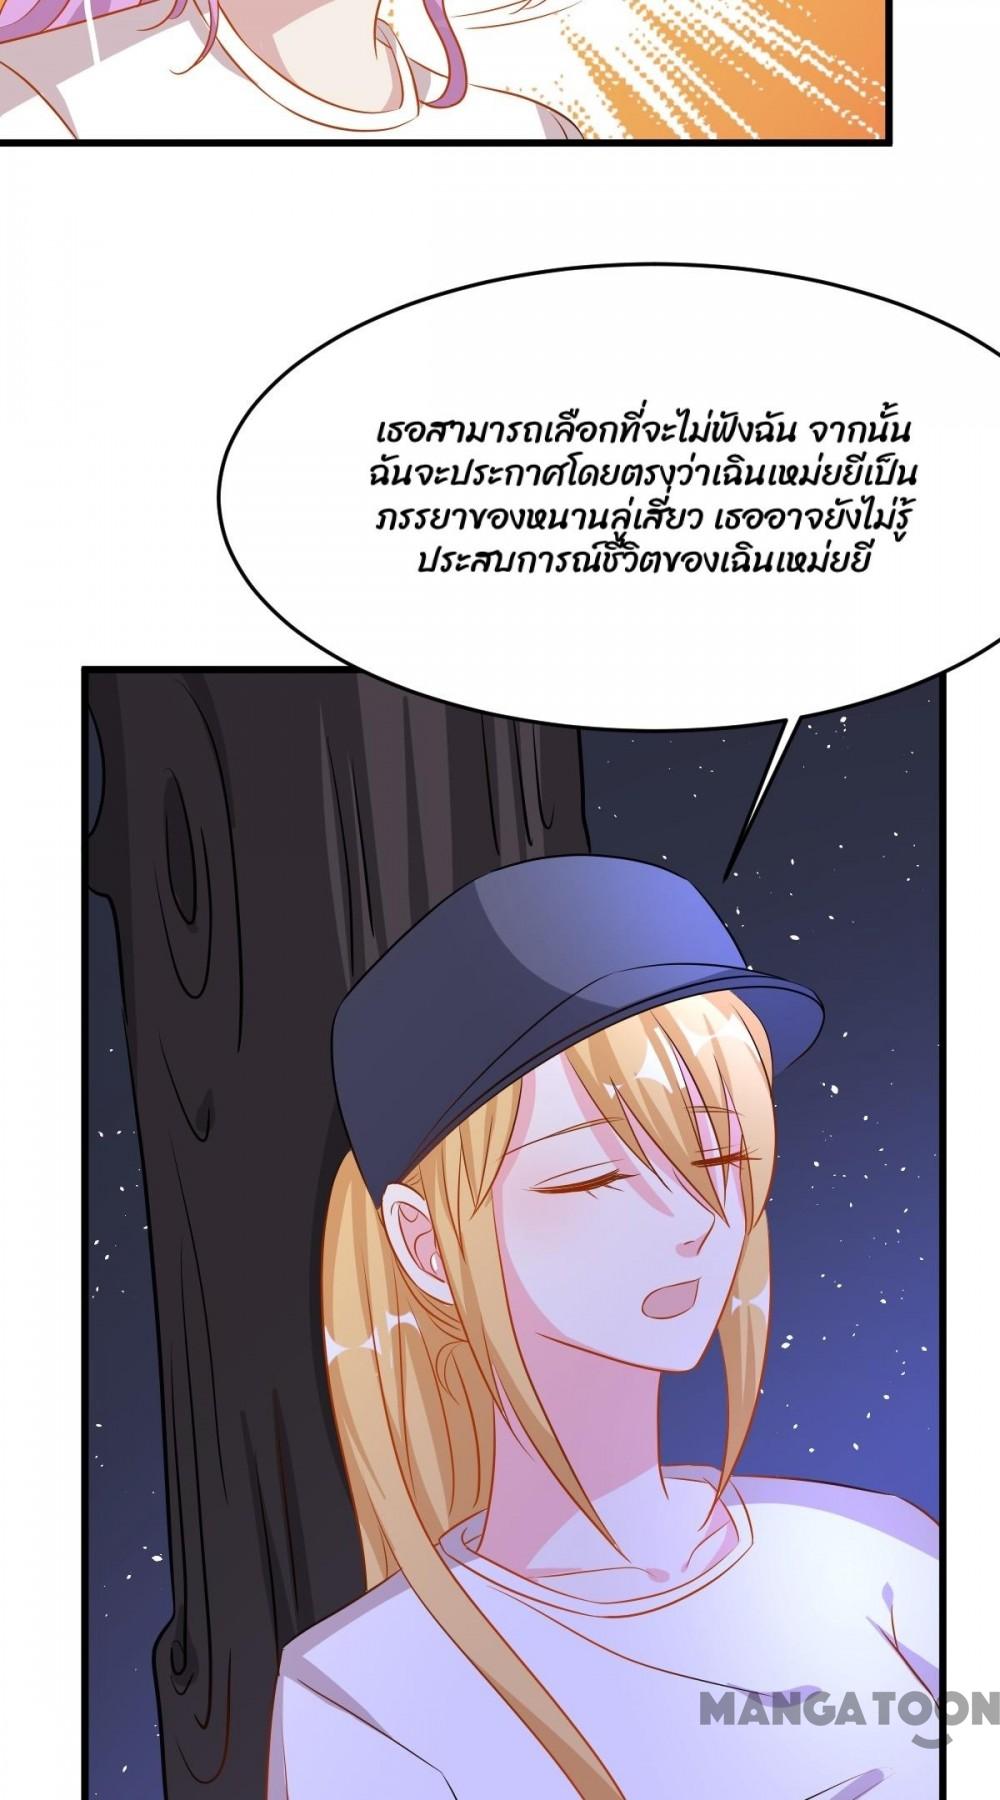 เธอสามารถเลือกที่จะไม่ฟังฉัน จากนั้น
ฉันจะประกาศโดยตรงว่าเฉินเหม่ยยีเป็น
ภรรยาของหนานลู่เสี่ยว เธออาจยังไม่รู้
ประสบการณ์ชีวิตของเฉินเหม่ยยี
MANGATOON